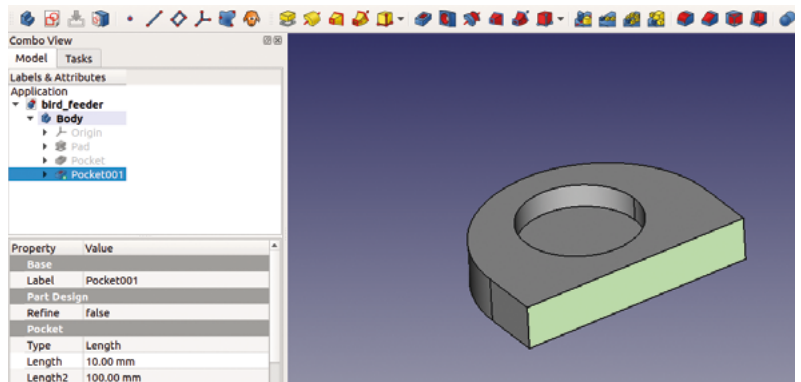 Combo View
Model Tasks
Labels & Attributes
Application
bird_feeder
Body
Origin
Pad
Pocket
Pocket001
Property Value
Base
Label Pocket001
Part Design
Refine false
Pocket
Type Length
Length 10.00 mm
Length2 100.00 mm